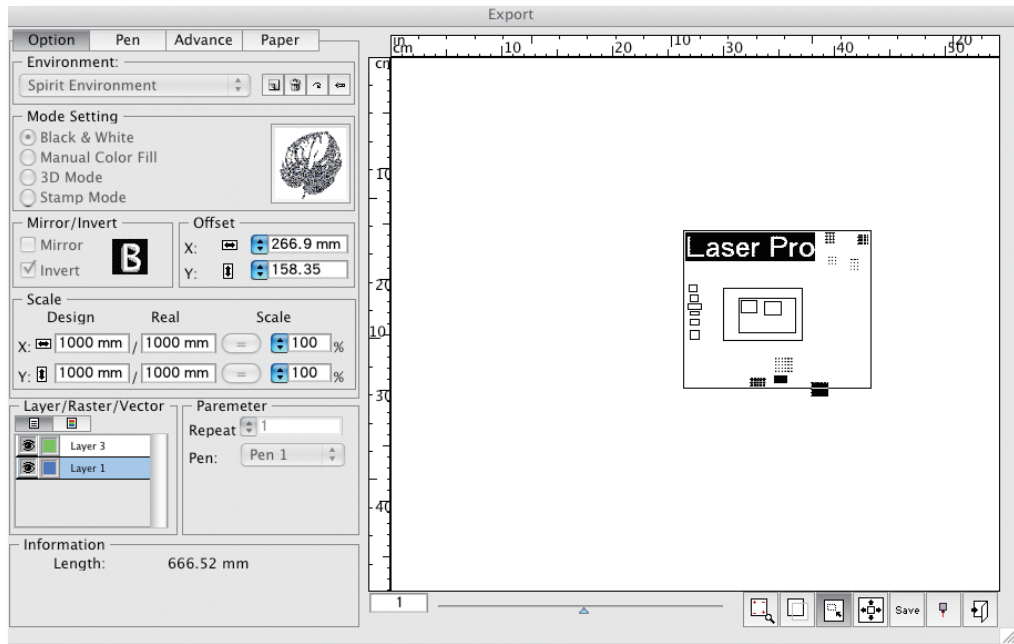 Export
Option Pen Advance Paper
Environment:
Spirit Environment
Mode Setting
Black & White
Manual Color Fill
3D Mode
Stamp Mode
Mirror/Invert
Mirror
Invert
B
Offset
X: 266.9 mm
Y: 158.35
Scale
Design Real Scale
X: 1000 mm / 1000 mm = 100 %
Y: 1000 mm / 1000 mm = 100 %
Layer/Raster/Vector
Layer 3
Layer 1
Paremeter
Repeat 1
Pen: Pen 1
Information
Length: 666.52 mm
in
cm 10 20 10 30 40 20
cm
10
20
10
30
40
Laser Pro
1
Save